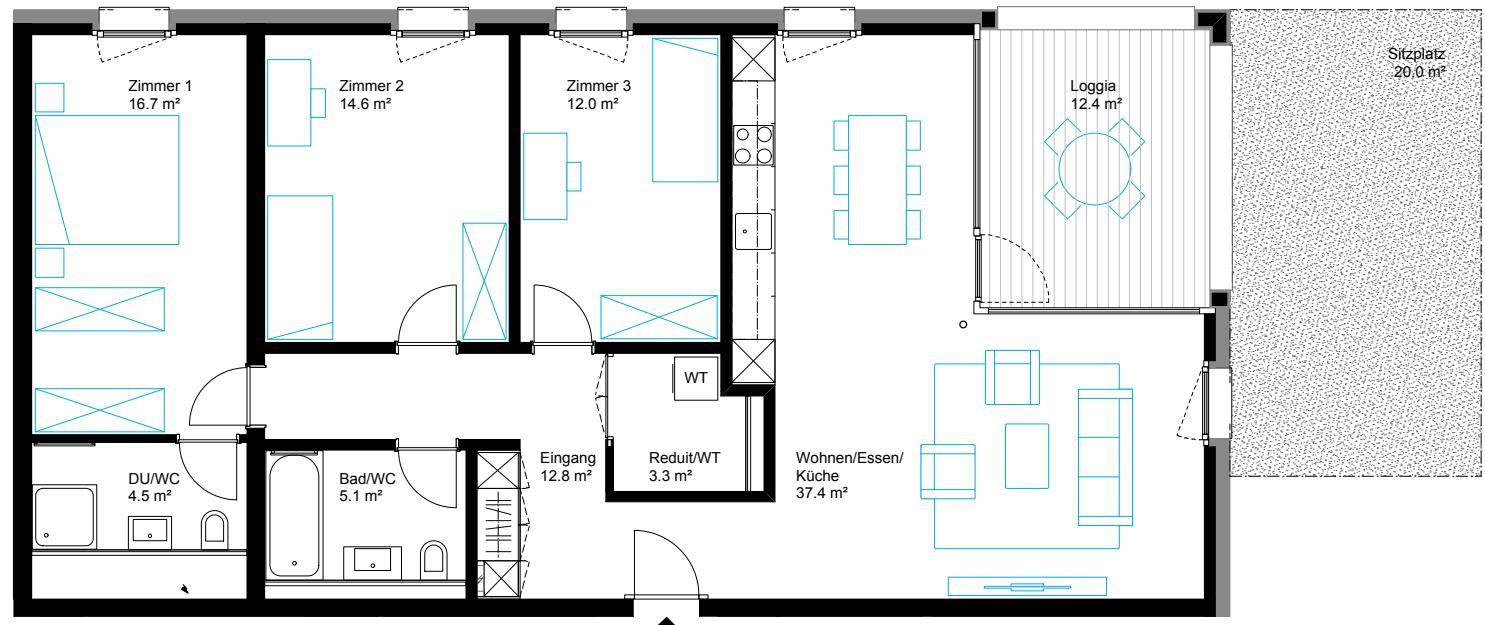 Zimmer 1
16.7 m²
Zimmer 2
14.6 m²
Zimmer 3
12.0 m²
Loggia
12.4 m²
Sitzplatz
20.0 m²
WT
DU/WC
4.5 m²
Bad/WC
5.1 m²
Eingang
12.8 m²
Reduit/WT
3.3 m²
Wohnen/Essen/
Küche
37.4 m²